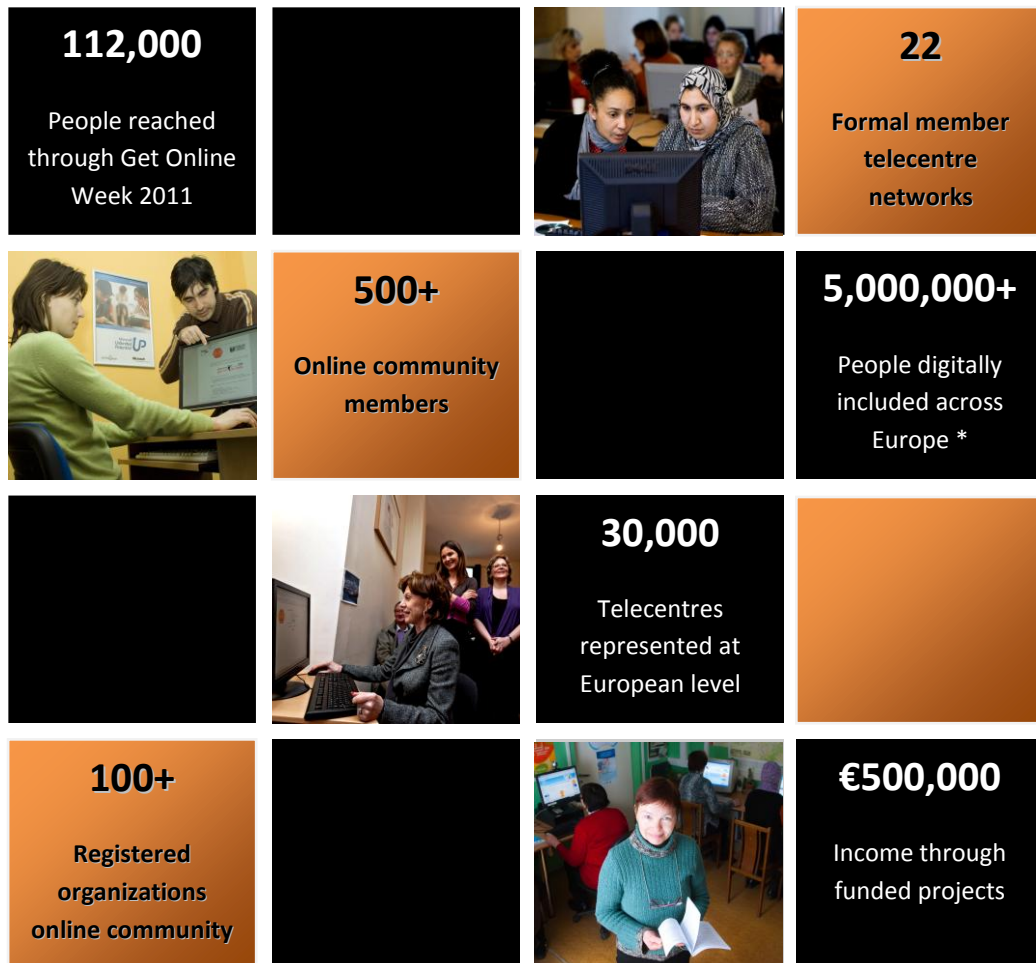 112,000
People reached
through Get Online
Week 2011
22
Formal member
telecentre
networks
500+
Online community
members
5,000,000+
People digitally
included across
Europe *
30,000
Telecentres
represented at
European level
100+
Registered
organizations
online community
€500,000
Income through
funded projects